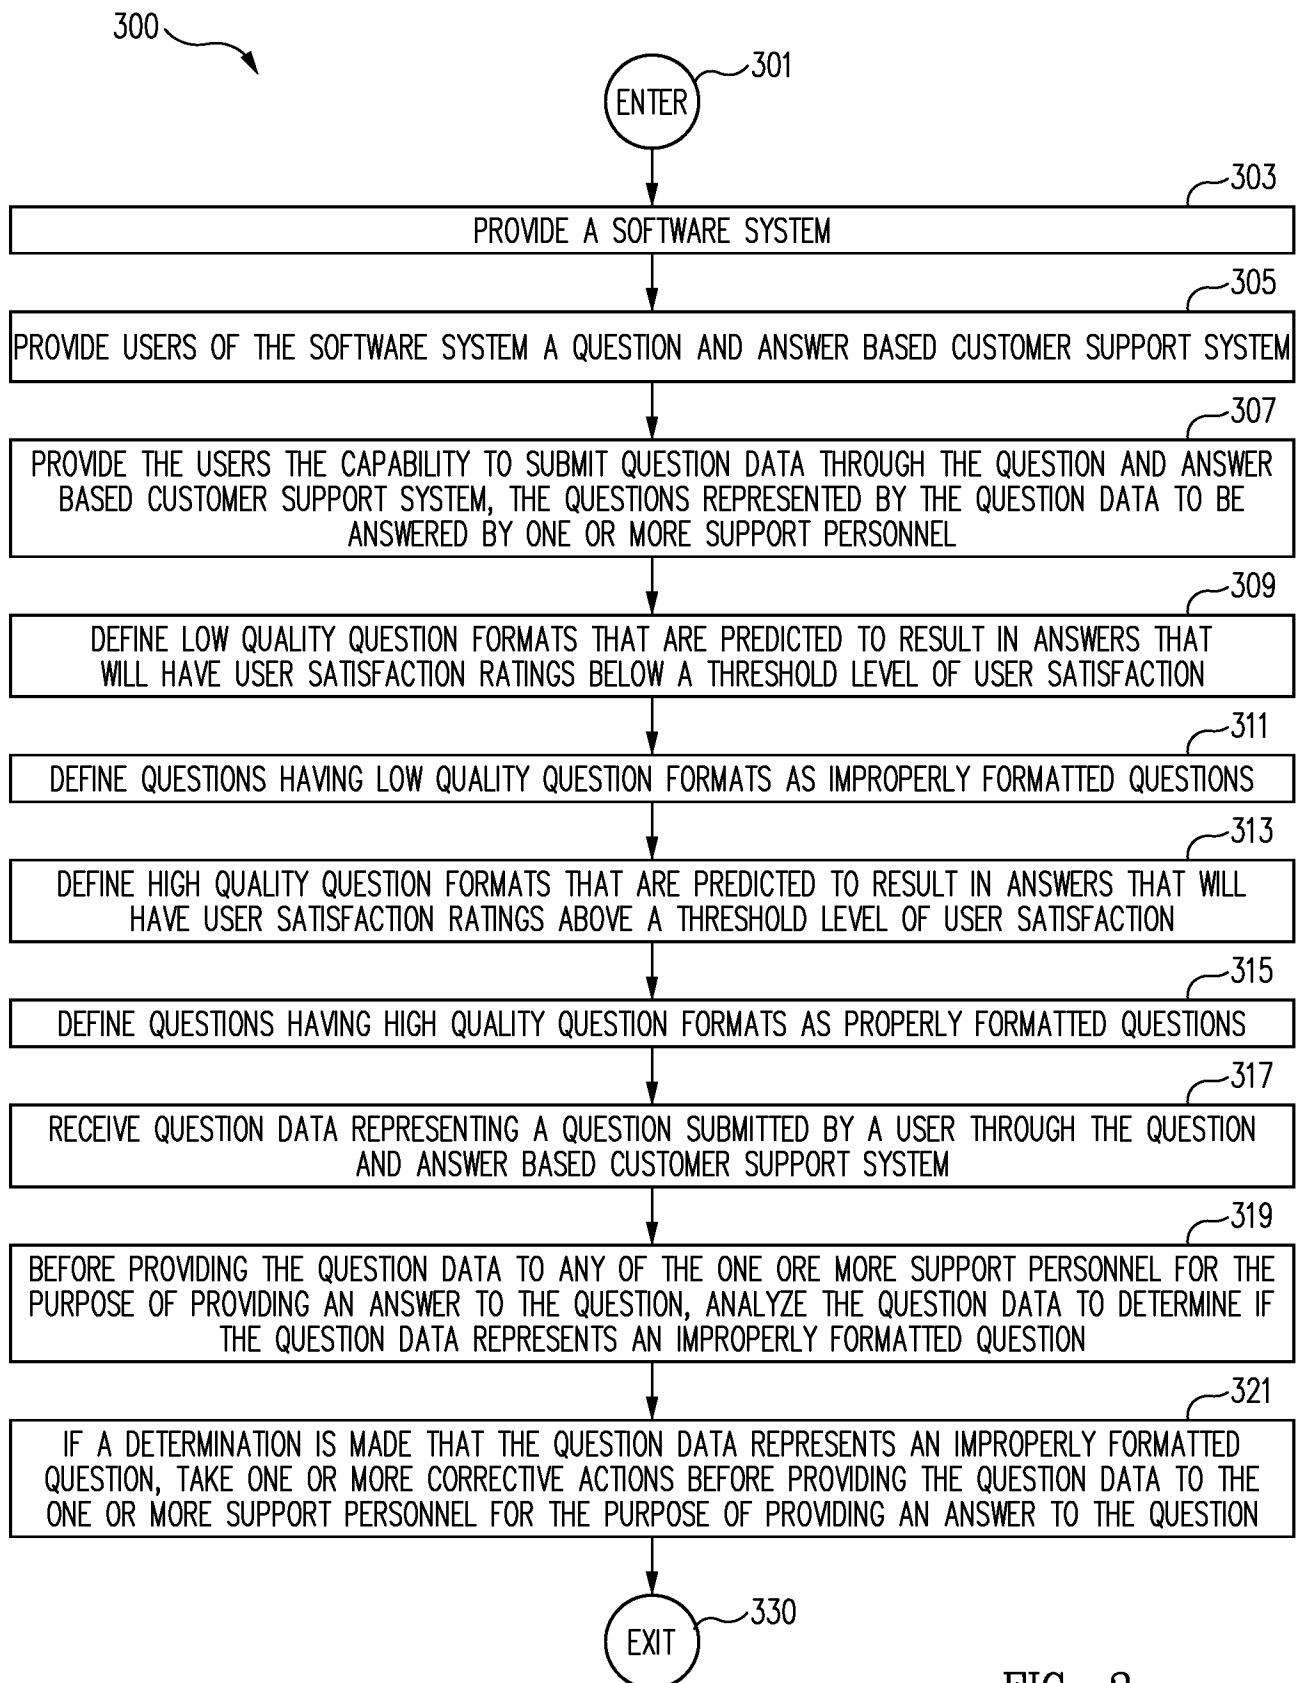 300
301
ENTER
303
PROVIDE A SOFTWARE SYSTEM
305
PROVIDE USERS OF THE SOFTWARE SYSTEM A QUESTION AND ANSWER BASED CUSTOMER SUPPORT SYSTEM
307
PROVIDE THE USERS THE CAPABILITY TO SUBMIT QUESTION DATA THROUGH THE QUESTION AND ANSWER
BASED CUSTOMER SUPPORT SYSTEM, THE QUESTIONS REPRESENTED BY THE QUESTION DATA TO BE
ANSWERED BY ONE OR MORE SUPPORT PERSONNEL
309
DEFINE LOW QUALITY QUESTION FORMATS THAT ARE PREDICTED TO RESULT IN ANSWERS THAT
WILL HAVE USER SATISFACTION RATINGS BELOW A THRESHOLD LEVEL OF USER SATISFACTION
311
DEFINE QUESTIONS HAVING LOW QUALITY QUESTION FORMATS AS IMPROPERLY FORMATTED QUESTIONS
313
DEFINE HIGH QUALITY QUESTION FORMATS THAT ARE PREDICTED TO RESULT IN ANSWERS THAT WILL
HAVE USER SATISFACTION RATINGS ABOVE A THRESHOLD LEVEL OF USER SATISFACTION
315
DEFINE QUESTIONS HAVING HIGH QUALITY QUESTION FORMATS AS PROPERLY FORMATTED QUESTIONS
317
RECEIVE QUESTION DATA REPRESENTING A QUESTION SUBMITTED BY A USER THROUGH THE QUESTION
AND ANSWER BASED CUSTOMER SUPPORT SYSTEM
319
BEFORE PROVIDING THE QUESTION DATA TO ANY OF THE ONE ORE MORE SUPPORT PERSONNEL FOR THE
PURPOSE OF PROVIDING AN ANSWER TO THE QUESTION, ANALYZE THE QUESTION DATA TO DETERMINE IF
THE QUESTION DATA REPRESENTS AN IMPROPERLY FORMATTED QUESTION
321
IF A DETERMINATION IS MADE THAT THE QUESTION DATA REPRESENTS AN IMPROPERLY FORMATTED
QUESTION, TAKE ONE OR MORE CORRECTIVE ACTIONS BEFORE PROVIDING THE QUESTION DATA TO THE
ONE OR MORE SUPPORT PERSONNEL FOR THE PURPOSE OF PROVIDING AN ANSWER TO THE QUESTION
330
EXIT
FIG.